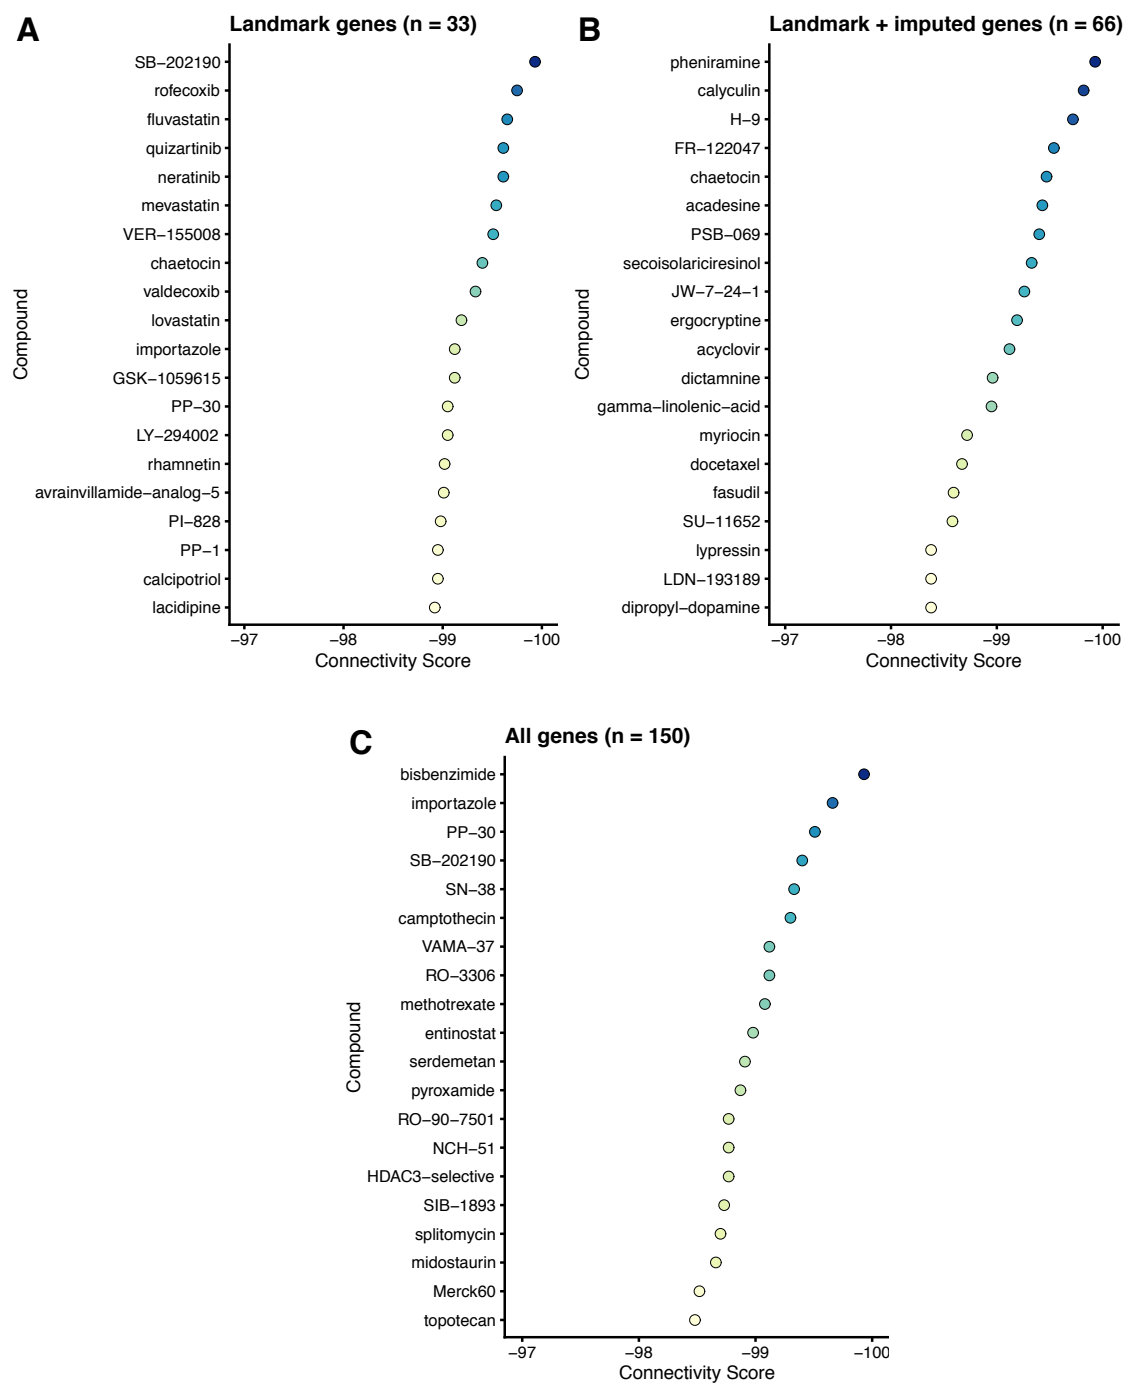 A
Landmark genes (n = 33)
Compound
SB−202190
rofecoxib
fluvastatin
quizartinib
neratinib
mevastatin
VER−155008
chaetocin
valdecoxib
lovastatin
importazole
GSK−1059615
PP−30
LY−294002
rhamnetin
avrainvillamide−analog−5
PI−828
PP−1
calcipotriol
lacidipine
−97 −98 −99 −100
Connectivity Score
B
Landmark + imputed genes (n = 66)
Compound
pheniramine
calyculin
H−9
FR−122047
chaetocin
acadesine
PSB−069
secoisolariciresinol
JW−7−24−1
ergocryptine
acyclovir
dictamnine
gamma−linolenic−acid
myriocin
docetaxel
fasudil
SU−11652
lypressin
LDN−193189
dipropyl−dopamine
−97 −98 −99 −100
Connectivity Score
C
All genes (n = 150)
Compound
bisbenzimide
importazole
PP−30
SB−202190
SN−38
camptothecin
VAMA−37
RO−3306
methotrexate
entinostat
serdemetan
pyroxamide
RO−90−7501
NCH−51
HDAC3−selective
SIB−1893
splitomycin
midostaurin
Merck60
topotecan
−97 −98 −99 −100
Connectivity Score